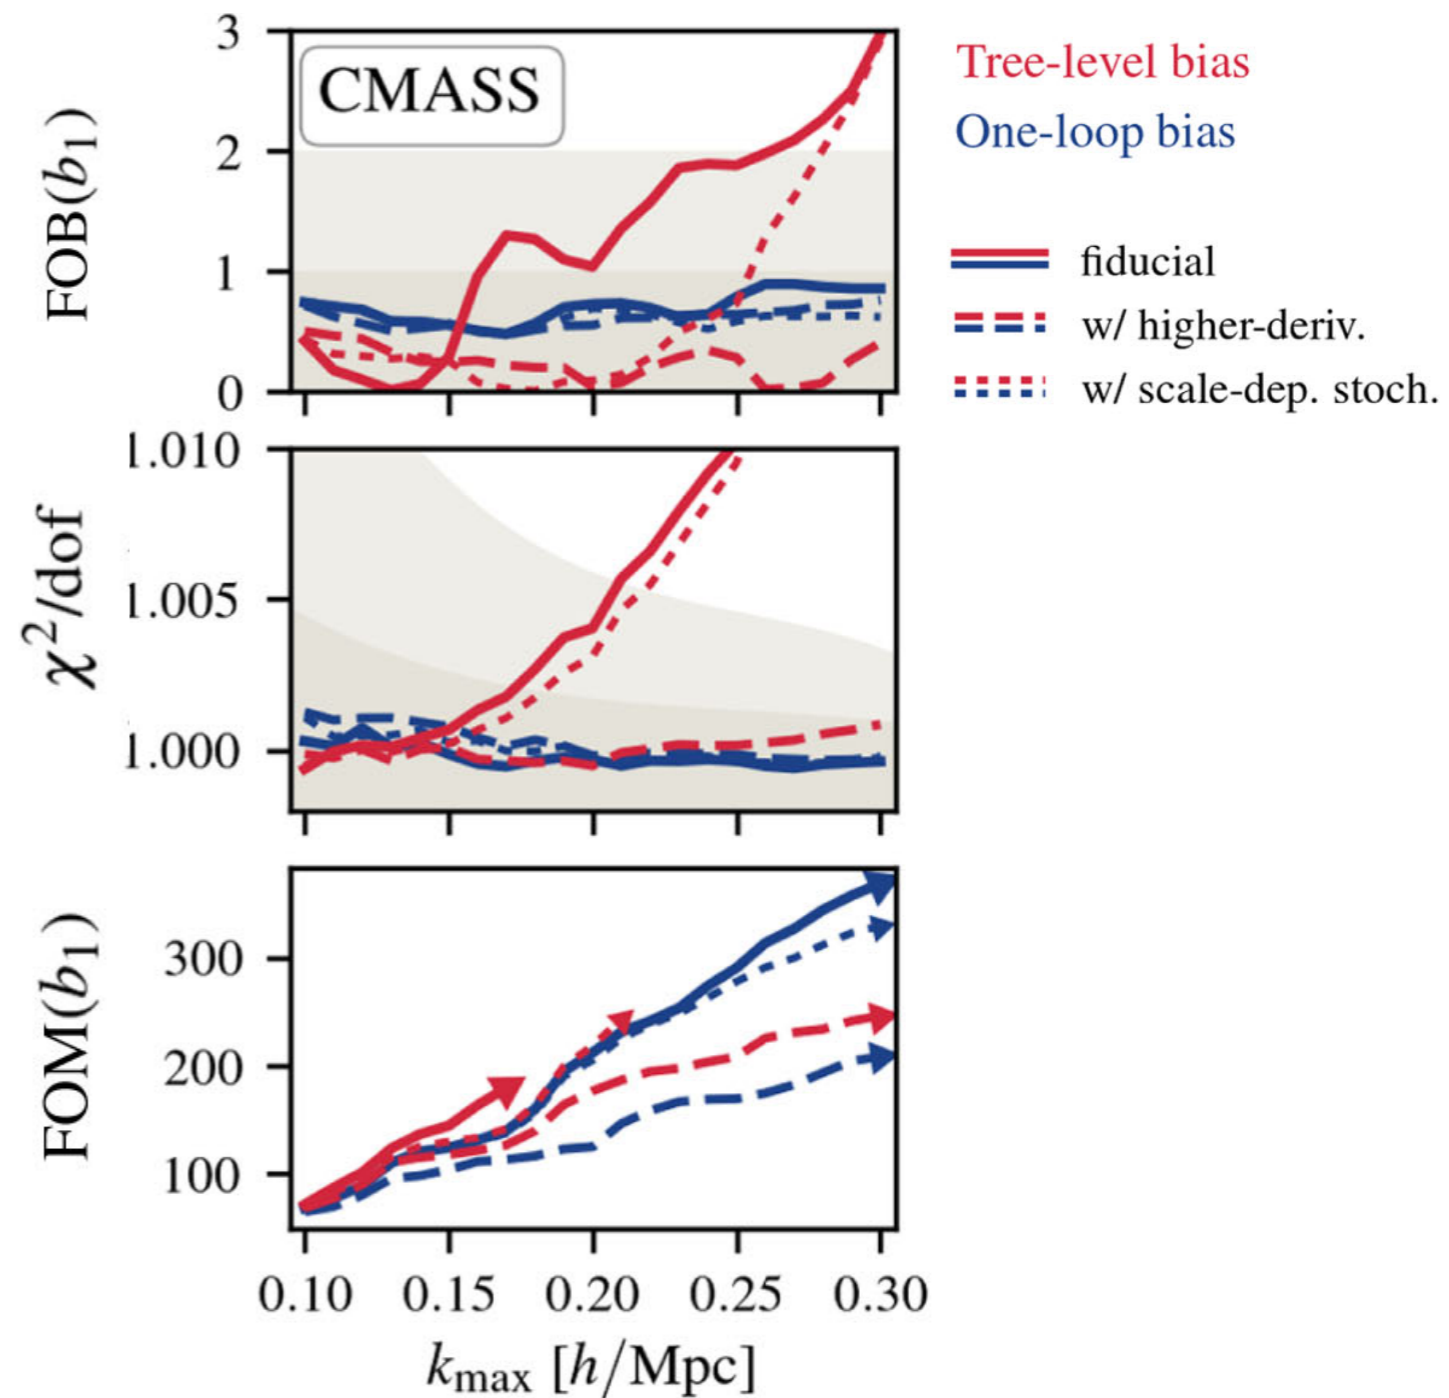 CMASS
FOB(b₁)
3
2
1
0
Tree-level bias
One-loop bias
fiducial
w/ higher-deriv.
w/ scale-dep. stoch.
χ²/dof
1.010
1.005
1.000
FOM(b₁)
300
200
100
0.10 0.15 0.20 0.25 0.30
kmax [h/Mpc]